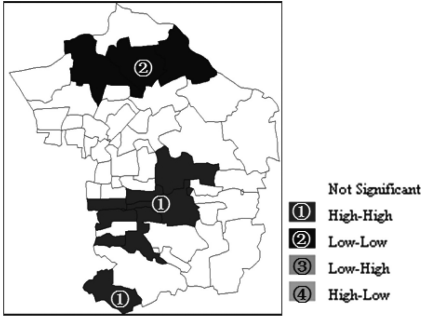 ②
①
①
Not Significant
① High-High
② Low-Low
③ Low-High
④ High-Low